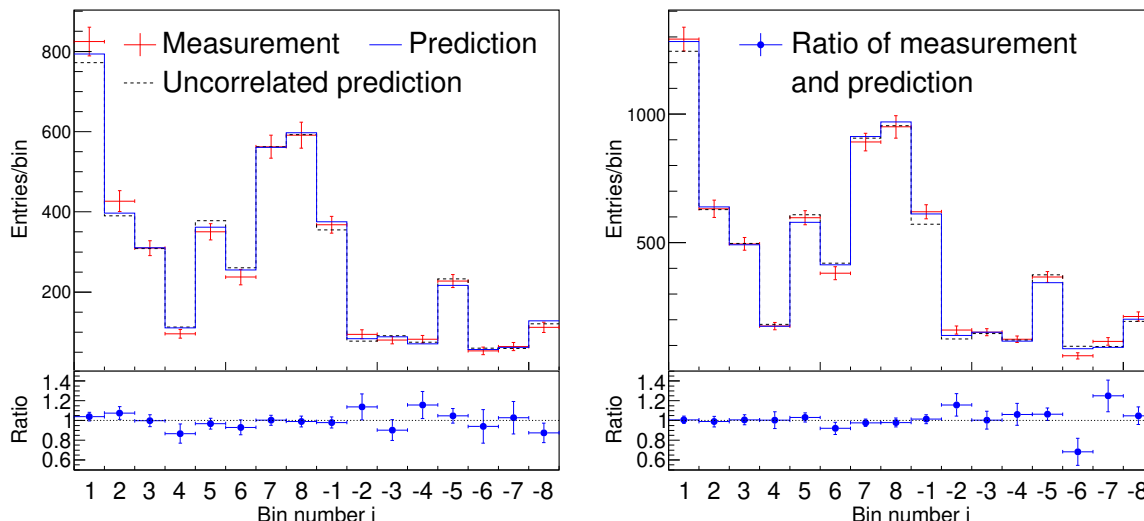 800
600
400
200
Entries/bin
Measurement
Prediction
Uncorrelated prediction
1.4
1.2
1
0.8
0.6
Ratio
1 2 3 4 5 6 7 8 -1 -2 -3 -4 -5 -6 -7 -8
Bin number i
1000
500
Entries/bin
Ratio of measurement
and prediction
1.4
1.2
1
0.8
0.6
Ratio
1 2 3 4 5 6 7 8 -1 -2 -3 -4 -5 -6 -7 -8
Bin number i